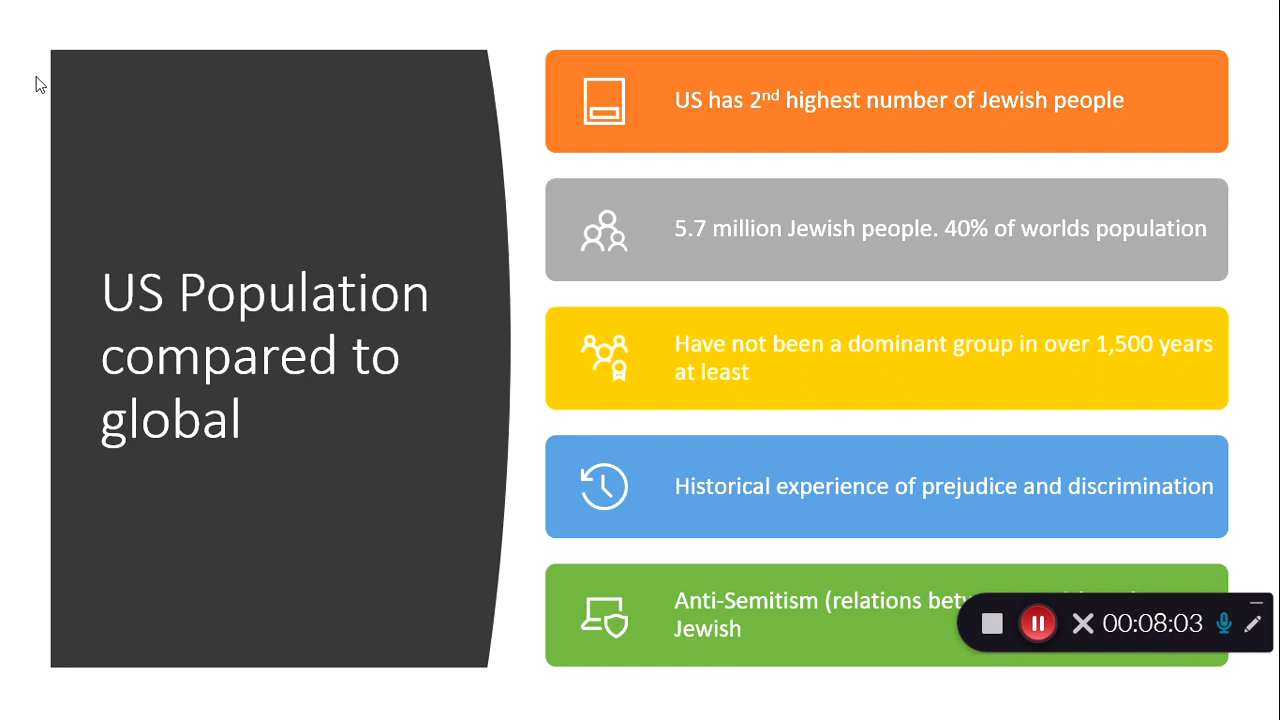 US Population
compared to
global
US has 2nd highest number of Jewish people
5.7 million Jewish people. 40% of worlds population
Have not been a dominant group in over 1,500 years
at least
Historical experience of prejudice and discrimination
Anti-Semitism (relations
Jewish
00:08:03